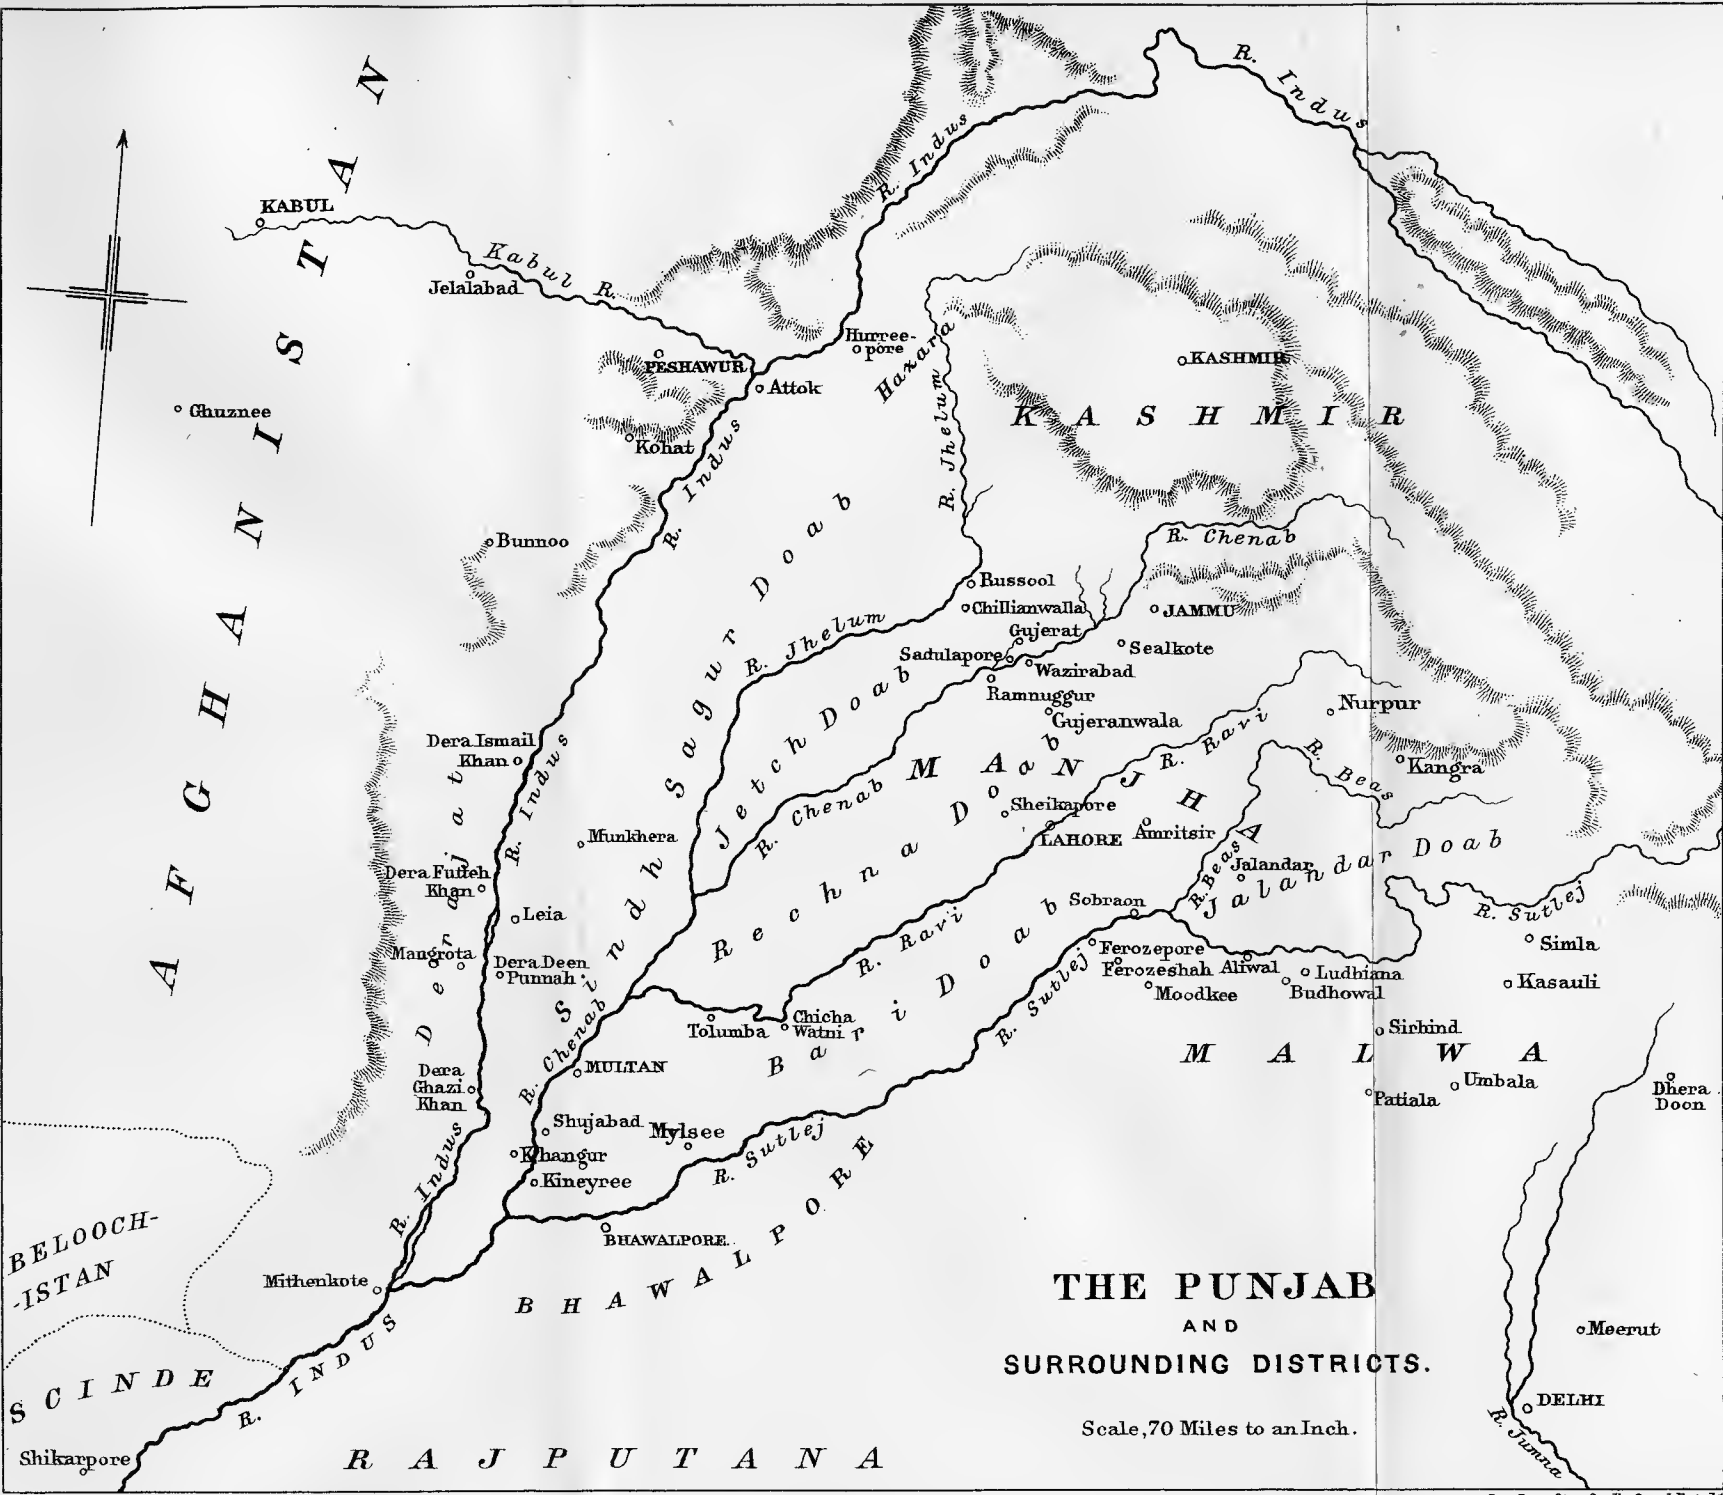 R. Indus
R. Indus
AFGHANISTAN
KABUL
Kabul R.
Jelalabad
Hurree-
pore
Hazara
PESHAWUR
Attok
KASHMIR
KASHMIR
Ghuznee
Kohat
R. Indus
R. Jhelum
Bunnoo
R. Chenab
Russool
Chillianwalla
JAMMU
Gujerat
Sealkote
Sadulapore
Wazirabad
R. Jhelum
Ramnuggur
Gujeranwala
Nurpur
Sindh Sagur Doab
Jetch Doab
Rechna Doab
Bari Doab
Jalandar Doab
MANJHA
Dera Ismail
Khan
R. Indus
R. Chenab
R. Ravi
R. Beas
Kangra
Munkhera
Sheikapore
LAHORE
Amritsir
Derajat
Dera Futteh
Khan
Leia
R. Beas
Jalandar
Sobraon
R. Sutlej
Mangrota
Dera Deen
Punnah
R. Ravi
Ferozepore
Ferozeshah
Aliwal
Ludhiana
Moodkee
Budhowal
Simla
Kasauli
Tolumba
Chicha
Watni
R. Sutlej
Sirhind
MALWA
R. Chenab
MULTAN
Dera
Ghazi
Khan
Patiala
Umbala
Dhera
Doon
Shujabad
Mylsee
R. Sutlej
Khangur
Kineyree
R. Indus
BHAWALPORE
BHAWALPORE
BELOOCH-
-ISTAN
Mithenkote
R. INDUS
SCINDE
Shikarpore
RAJPUTANA
THE PUNJAB
AND
SURROUNDING DISTRICTS.
Scale, 70 Miles to an Inch.
Meerut
DELHI
R. Jumna